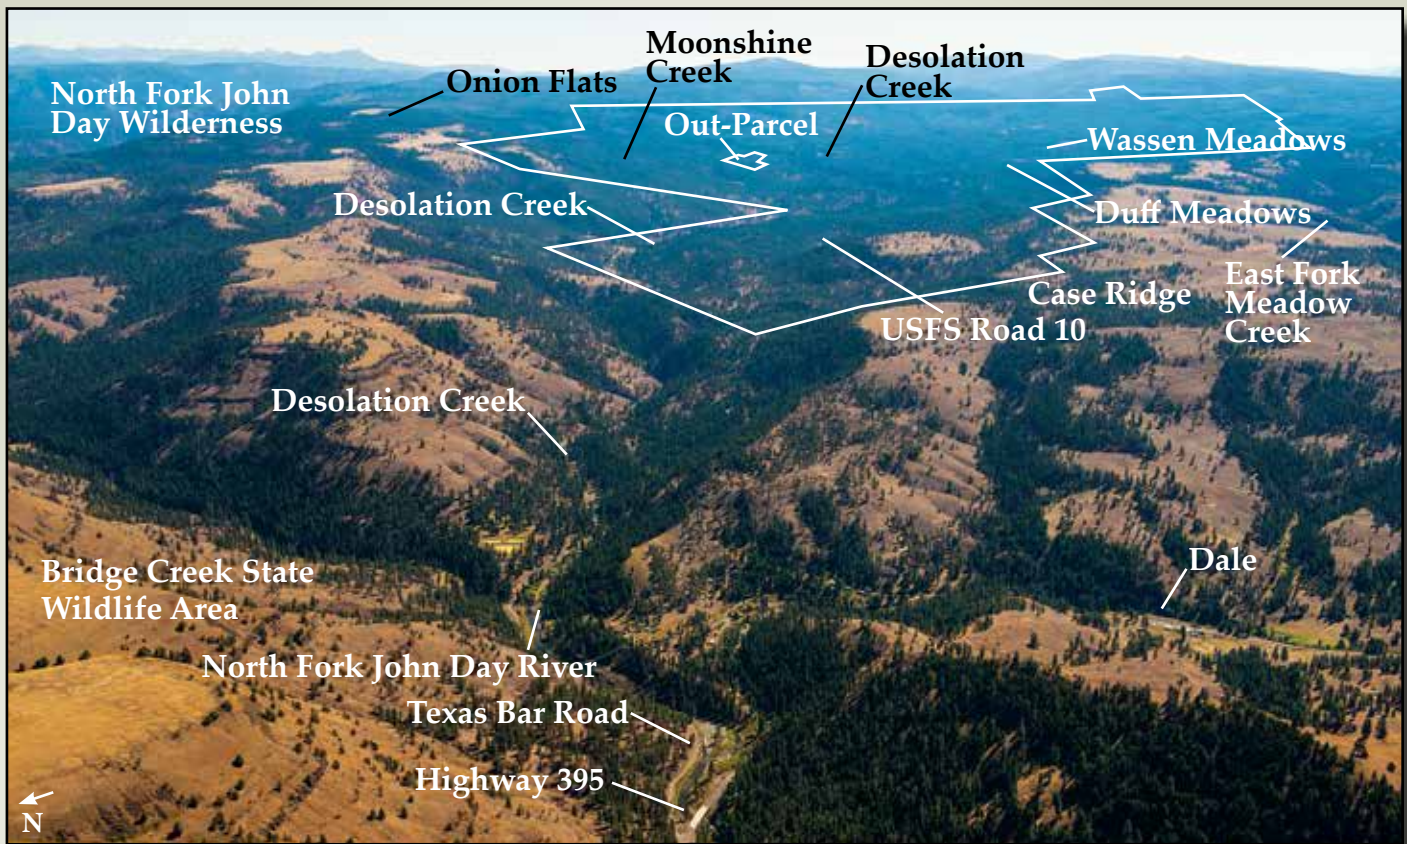 Moonshine
Creek
Desolation
Creek
Onion Flats
North Fork John
Day Wilderness
Out-Parcel
Wassen Meadows
Desolation Creek
Duff Meadows
East Fork
Meadow
Creek
Case Ridge
USFS Road 10
Desolation Creek
Dale
Bridge Creek State
Wildlife Area
North Fork John Day River
Texas Bar Road
Highway 395
N